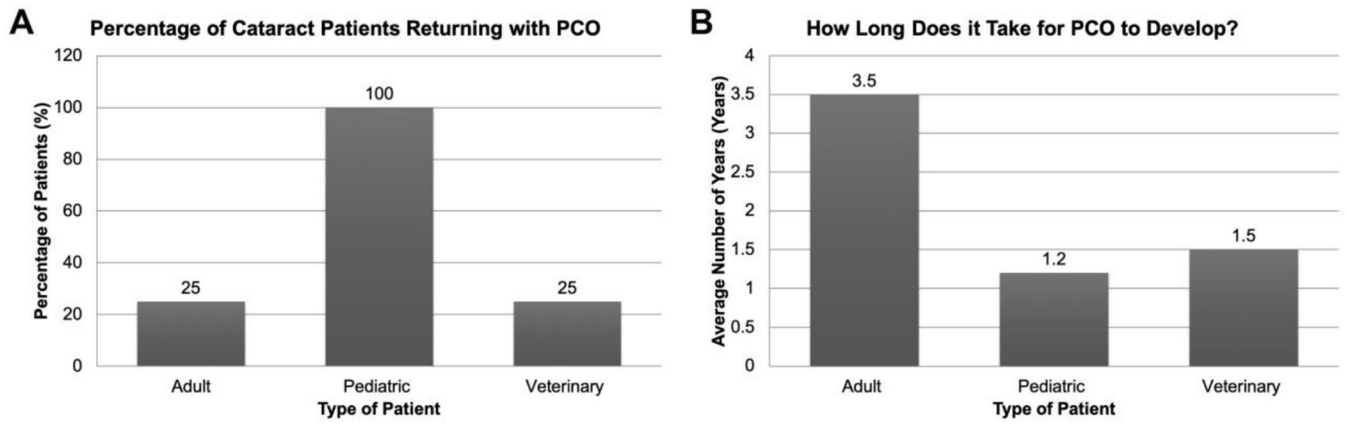 A
Percentage of Cataract Patients Returning with PCO
Percentage of Patients (%)
120
100
80
60
40
20
0
25
100
25
Adult
Pediatric
Veterinary
Type of Patient
B
How Long Does it Take for PCO to Develop?
Average Number of Years (Years)
4
3.5
3
2.5
2
1.5
1
0.5
0
3.5
1.2
1.5
Adult
Pediatric
Veterinary
Type of Patient